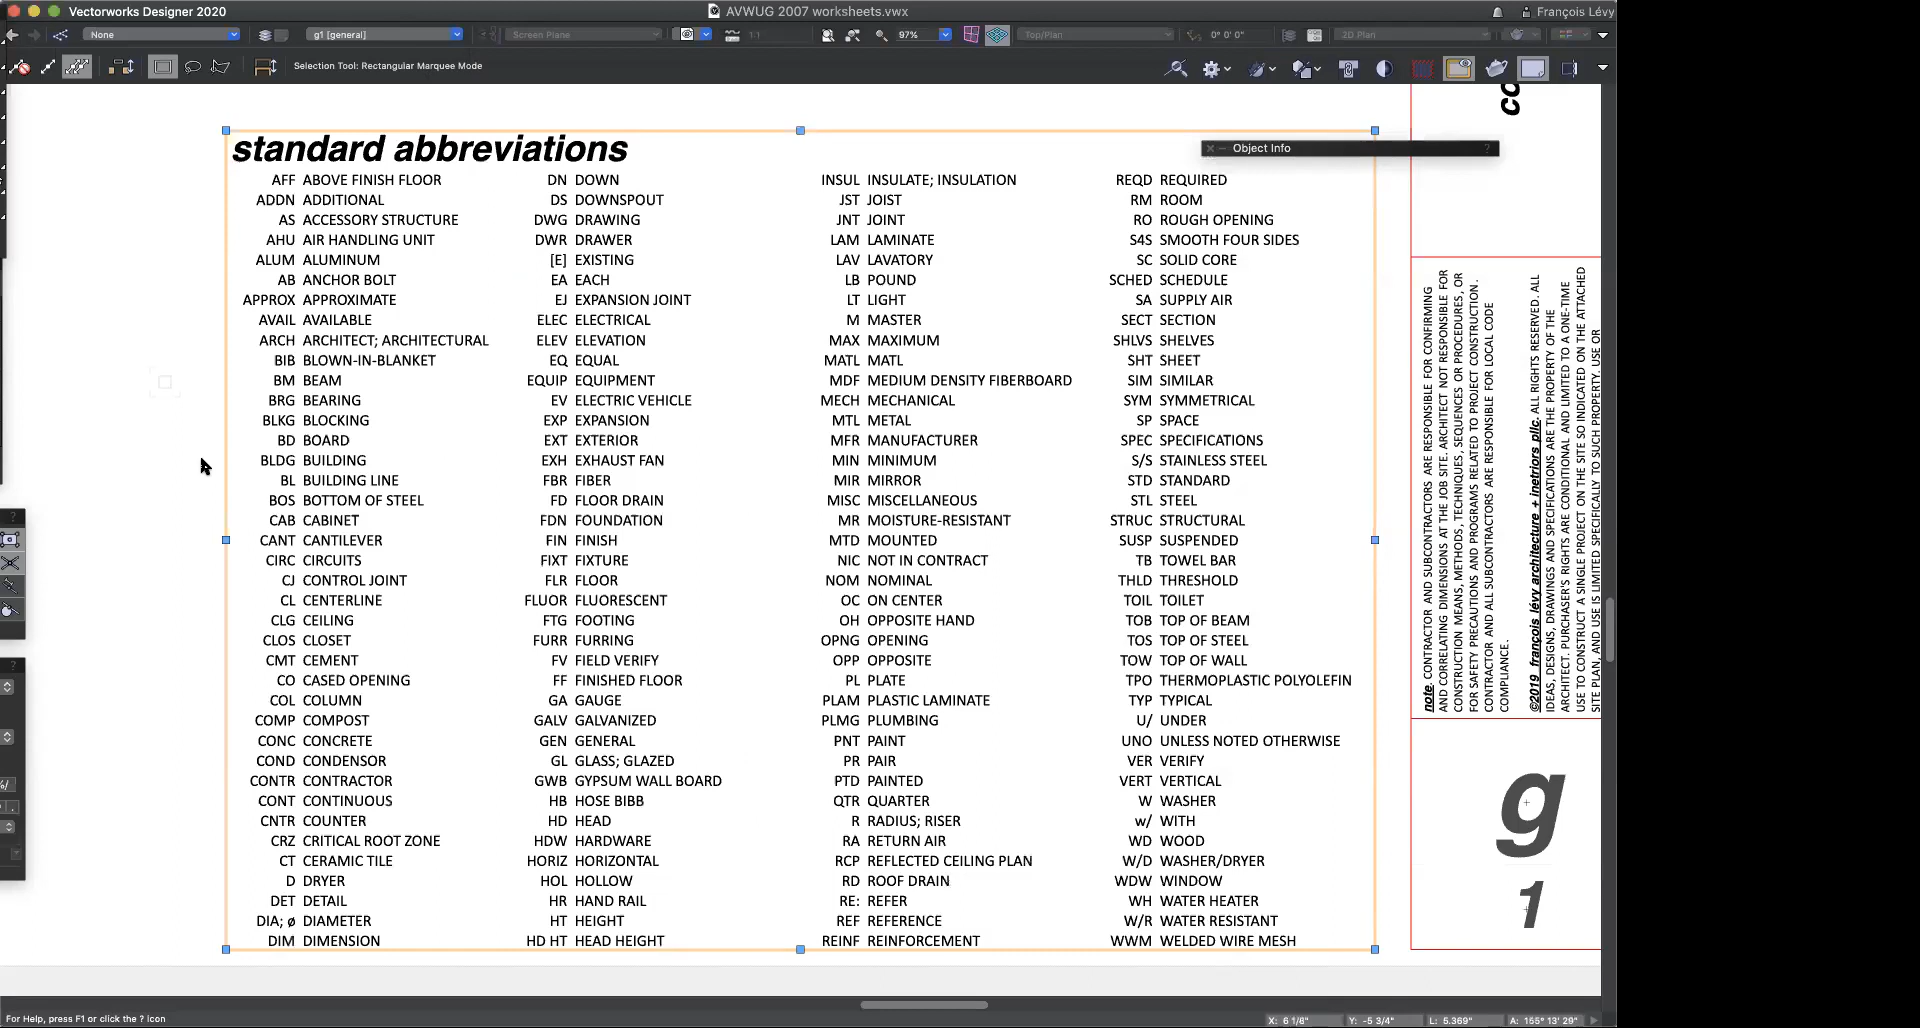 Vectorworks Designer 2020
AVWUG 2007 worksheets.vwx
François Lévy
None
g1 [general]
Screen Plane
1:1
97%
Top/Plan
0° 0' 0"
2D Plan
Selection Tool: Rectangular Marquee Mode
Object Info
standard abbreviations
AFF ABOVE FINISH FLOOR
ADDN ADDITIONAL
AS ACCESSORY STRUCTURE
AHU AIR HANDLING UNIT
ALUM ALUMINUM
AB ANCHOR BOLT
APPROX APPROXIMATE
AVAIL AVAILABLE
ARCH ARCHITECT; ARCHITECTURAL
BIB BLOWN-IN-BLANKET
BM BEAM
BRG BEARING
BLKG BLOCKING
BD BOARD
BLDG BUILDING
BL BUILDING LINE
BOS BOTTOM OF STEEL
CAB CABINET
CANT CANTILEVER
CIRC CIRCUITS
CJ CONTROL JOINT
CL CENTERLINE
CLG CEILING
CLOS CLOSET
CMT CEMENT
CO CASED OPENING
COL COLUMN
COMP COMPOST
CONC CONCRETE
COND CONDENSOR
CONTR CONTRACTOR
CONT CONTINUOUS
CNTR COUNTER
CRZ CRITICAL ROOT ZONE
CT CERAMIC TILE
D DRYER
DET DETAIL
DIA; ø DIAMETER
DIM DIMENSION
DN DOWN
DS DOWNSPOUT
DWG DRAWING
DWR DRAWER
[E] EXISTING
EA EACH
EJ EXPANSION JOINT
ELEC ELECTRICAL
ELEV ELEVATION
EQ EQUAL
EQUIP EQUIPMENT
EV ELECTRIC VEHICLE
EXP EXPANSION
EXT EXTERIOR
EXH EXHAUST FAN
FBR FIBER
FD FLOOR DRAIN
FDN FOUNDATION
FIN FINISH
FIXT FIXTURE
FLR FLOOR
FLUOR FLUORESCENT
FTG FOOTING
FURR FURRING
FV FIELD VERIFY
FF FINISHED FLOOR
GA GAUGE
GALV GALVANIZED
GEN GENERAL
GL GLASS; GLAZED
GWB GYPSUM WALL BOARD
HB HOSE BIBB
HD HEAD
HDW HARDWARE
HORIZ HORIZONTAL
HOL HOLLOW
HR HAND RAIL
HT HEIGHT
HD HT HEAD HEIGHT
INSUL INSULATE; INSULATION
JST JOIST
JNT JOINT
LAM LAMINATE
LAV LAVATORY
LB POUND
LT LIGHT
M MASTER
MAX MAXIMUM
MATL MATL
MDF MEDIUM DENSITY FIBERBOARD
MECH MECHANICAL
MTL METAL
MFR MANUFACTURER
MIN MINIMUM
MIR MIRROR
MISC MISCELLANEOUS
MR MOISTURE-RESISTANT
MTD MOUNTED
NIC NOT IN CONTRACT
NOM NOMINAL
OC ON CENTER
OH OPPOSITE HAND
OPNG OPENING
OPP OPPOSITE
PL PLATE
PLAM PLASTIC LAMINATE
PLMG PLUMBING
PNT PAINT
PR PAIR
PTD PAINTED
QTR QUARTER
R RADIUS; RISER
RA RETURN AIR
RCP REFLECTED CEILING PLAN
RD ROOF DRAIN
RE: REFER
REF REFERENCE
REINF REINFORCEMENT
REQD REQUIRED
RM ROOM
RO ROUGH OPENING
S4S SMOOTH FOUR SIDES
SC SOLID CORE
SCHED SCHEDULE
SA SUPPLY AIR
SECT SECTION
SHLVS SHELVES
SHT SHEET
SIM SIMILAR
SYM SYMMETRICAL
SP SPACE
SPEC SPECIFICATIONS
S/S STAINLESS STEEL
STD STANDARD
STL STEEL
STRUC STRUCTURAL
SUSP SUSPENDED
TB TOWEL BAR
THLD THRESHOLD
TOIL TOILET
TOB TOP OF BEAM
TOS TOP OF STEEL
TOW TOP OF WALL
TPO THERMOPLASTIC POLYOLEFIN
TYP TYPICAL
U/ UNDER
UNO UNLESS NOTED OTHERWISE
VER VERIFY
VERT VERTICAL
W WASHER
w/ WITH
WD WOOD
W/D WASHER/DRYER
WDW WINDOW
WH WATER HEATER
W/R WATER RESISTANT
WWM WELDED WIRE MESH
co
note. CONTRACTOR AND SUBCONTRACTORS ARE RESPONSIBLE FOR CONFIRMING
AND CORRELATING DIMENSIONS AT THE JOB SITE. ARCHITECT NOT RESPONSIBLE FOR
CONSTRUCTION MEANS, METHODS, TECHNIQUES, SEQUENCES OR PROCEDURES, OR
FOR SAFETY PRECAUTIONS AND PROGRAMS RELATED TO PROJECT CONSTRUCTION.
CONTRACTOR AND ALL SUBCONTRACTORS ARE RESPONSIBLE FOR LOCAL CODE
COMPLIANCE.
©2019 françois lévy architecture + inetriors pllc. ALL RIGHTS RESERVED. ALL
IDEAS, DESIGNS, DRAWINGS AND SPECIFICATIONS ARE THE PROPERTY OF THE
ARCHITECT. PURCHASER'S RIGHTS ARE CONDITIONAL AND LIMITED TO A ONE-TIME
USE TO CONSTRUCT A SINGLE PROJECT ON THE SITE SO INDICATED ON THE ATTACHED
SITE PLAN, AND USE IS LIMITED SPECIFICALLY TO SUCH PROPERTY. USE OR
g
1
For Help, press F1 or click the ? icon
X: 6 1/8"
Y: -5 3/4"
L: 5.369"
A: 155° 13' 29"